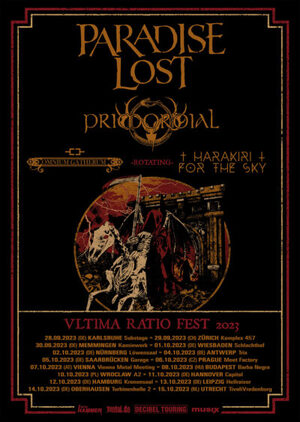 PARADISE
LOST
PRIMORDIAL
OMNIUM GATHERUM
-ROTATING-
HARAKIRI
FOR THE SKY
VLTIMA RATIO FEST 2023
28.09.2023 (DE) KARLSRUHE Substage • 29.09.2023 (CH) ZÜRICH Komplex 457
30.09.2023 (DE) MEMMINGEN Kaminwerk • 01.10.2023 (DE) WIESBADEN Schlachthof
02.10.2023 (DE) NÜRNBERG Löwensaal • 04.10.2023 (BE) ANTWERP Trix
05.10.2023 (DE) SAARBRÜCKEN Garage • 06.10.2023 (CZ) PRAGUE Meet Factory
07.10.2023 (AT) VIENNA Vienna Metal Meeting • 08.10.2023 (HU) BUDAPEST Barba Negra
10.10.2023 (PL) WROCLAW A2 • 11.10.2023 (DE) HANNOVER Capitol
12.10.2023 (DE) HAMBURG Kronensaal • 13.10.2023 (DE) LEIPZIG Hellraiser
14.10.2023 (DE) OBERHAUSEN Turbinenhalle 2 • 15.10.2023 (NL) UTRECHT TivoliVredenburg
METAL HAMMER metal.de DECIBEL TOURING musix